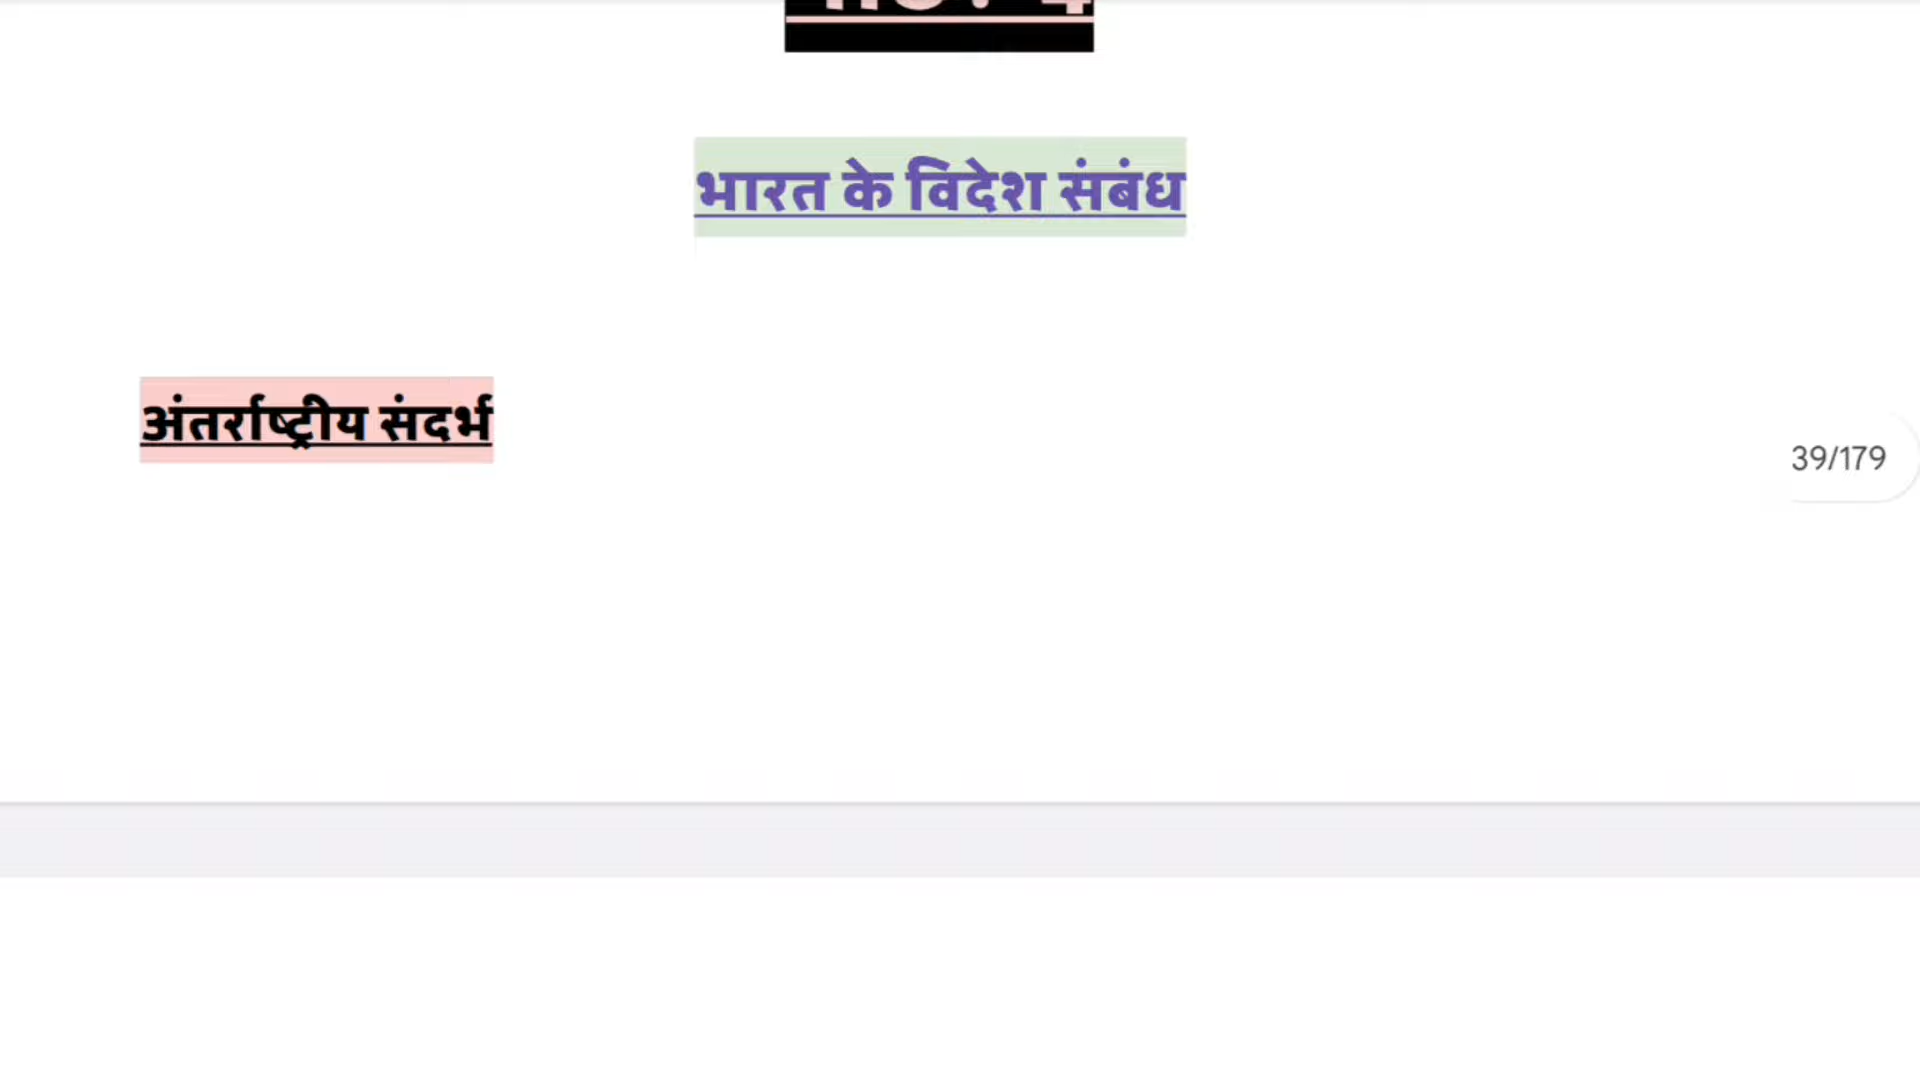 भारत के विदेश संबंध
अंतर्राष्ट्रीय संदर्भ
39/179